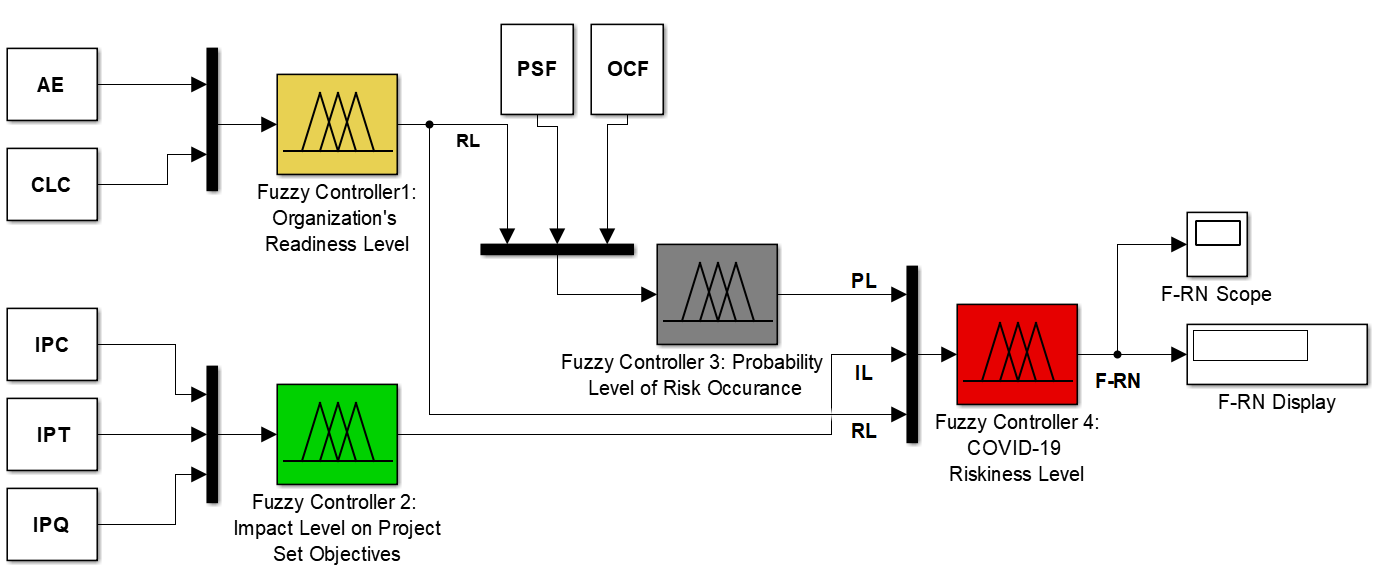 AE
CLC
Fuzzy Controller1:
Organization's
Readiness Level
RL
PSF
OCF
IPC
IPT
IPQ
Fuzzy Controller 2:
Impact Level on Project
Set Objectives
Fuzzy Controller 3: Probability
Level of Risk Occurance
PL
IL
RL
Fuzzy Controller 4:
COVID-19
Riskiness Level
F-RN
F-RN Scope
F-RN Display